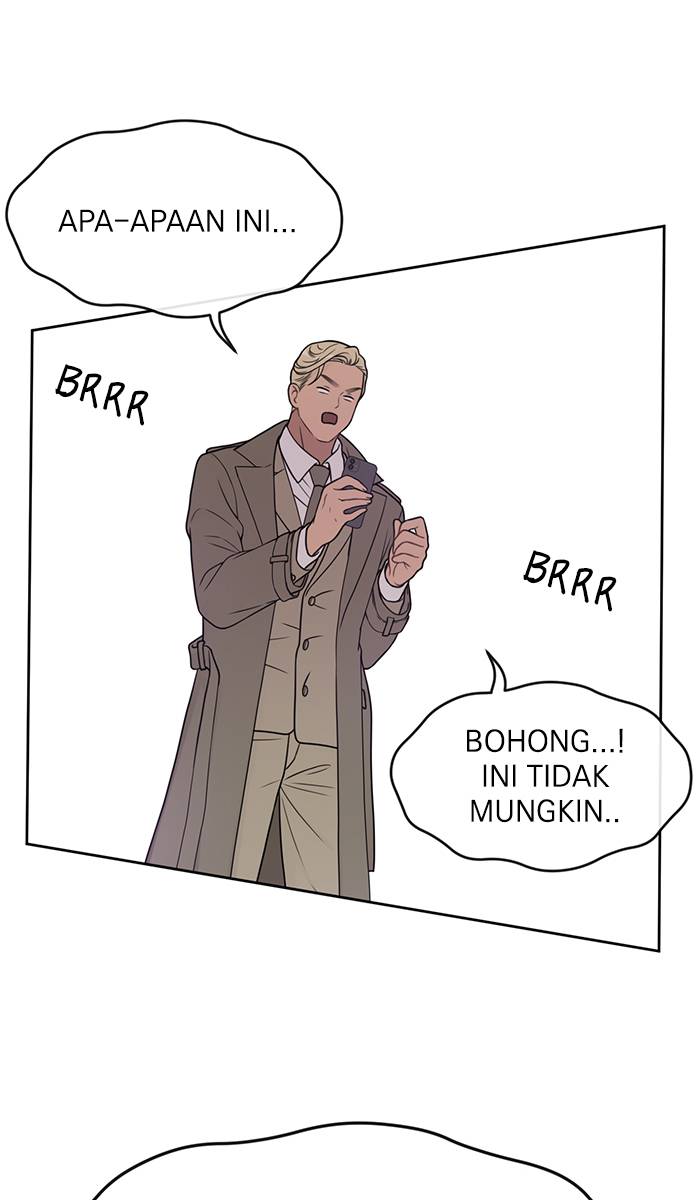 APA-APAAN INI...
BRRR
BRRR
BOHONG...!
INI TIDAK
MUNGKIN..